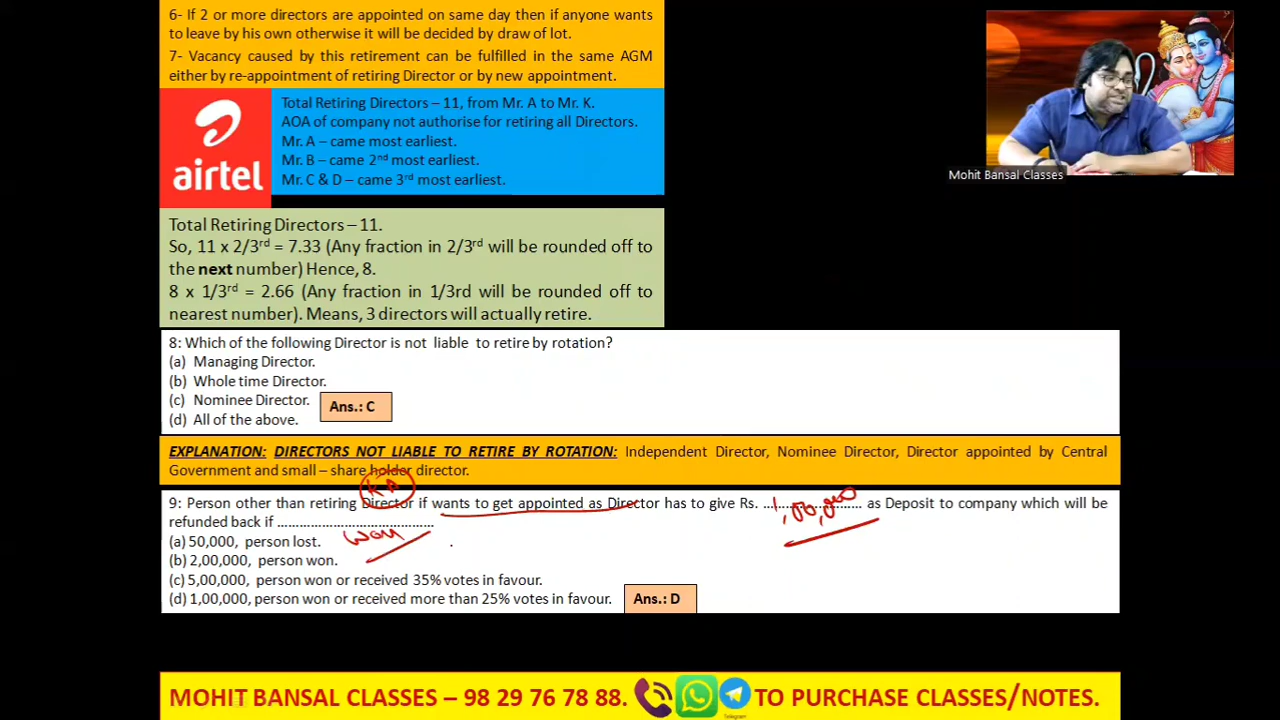 6- If 2 or more directors are appointed on same day then if anyone wants
to leave by his own otherwise it will be decided by draw of lot.
7- Vacancy caused by this retirement can be fulfilled in the same AGM
either by re-appointment of retiring Director or by new appointment.
airtel
Total Retiring Directors – 11, from Mr. A to Mr. K.
AOA of company not authorise for retiring all Directors.
Mr. A – came most earliest.
Mr. B – came 2nd most earliest.
Mr. C & D – came 3rd most earliest.
Mohit Bansal Classes
Total Retiring Directors – 11.
So, 11 x 2/3rd = 7.33 (Any fraction in 2/3rd will be rounded off to
the next number) Hence, 8.
8 x 1/3rd = 2.66 (Any fraction in 1/3rd will be rounded off to
nearest number). Means, 3 directors will actually retire.
8: Which of the following Director is not liable to retire by rotation?
(a) Managing Director.
(b) Whole time Director.
(c) Nominee Director.
(d) All of the above.
Ans.: C
EXPLANATION: DIRECTORS NOT LIABLE TO RETIRE BY ROTATION: Independent Director, Nominee Director, Director appointed by Central
Government and small – share holder director.
9: Person other than retiring Director if wants to get appointed as Director has to give Rs. ........................ as Deposit to company which will be
refunded back if ...................................
1,00,000
won
(a) 50,000, person lost.
(b) 2,00,000, person won.
(c) 5,00,000, person won or received 35% votes in favour.
(d) 1,00,000, person won or received more than 25% votes in favour.
Ans.: D
MOHIT BANSAL CLASSES – 98 29 76 78 88. TO PURCHASE CLASSES/NOTES.
Telegram